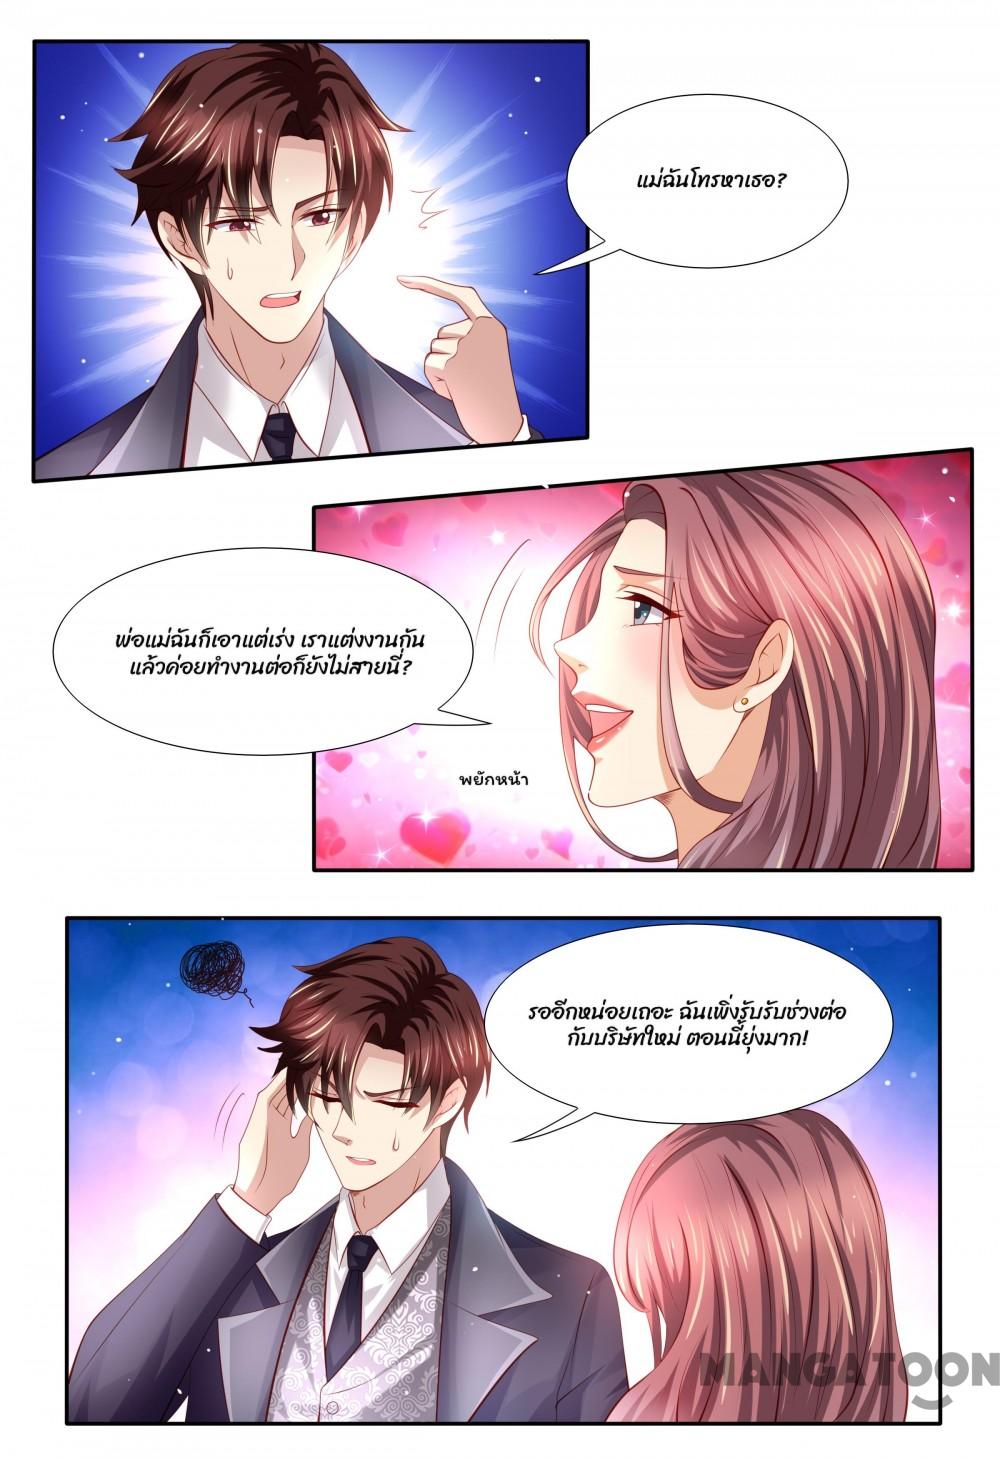 แม่ฉันโทรหาเธอ?
พ่อแม่ฉันก็เอาแต่เร่ง เราแต่งงานกัน
แล้วค่อยทำงานต่อก็ยังไม่สายนี่?
พยักหน้า
รออีกหน่อยเถอะ ฉันเพิ่งรับรับช่วงต่อ
กับบริษัทใหม่ ตอนนี้ยุ่งมาก!
MANGATOON